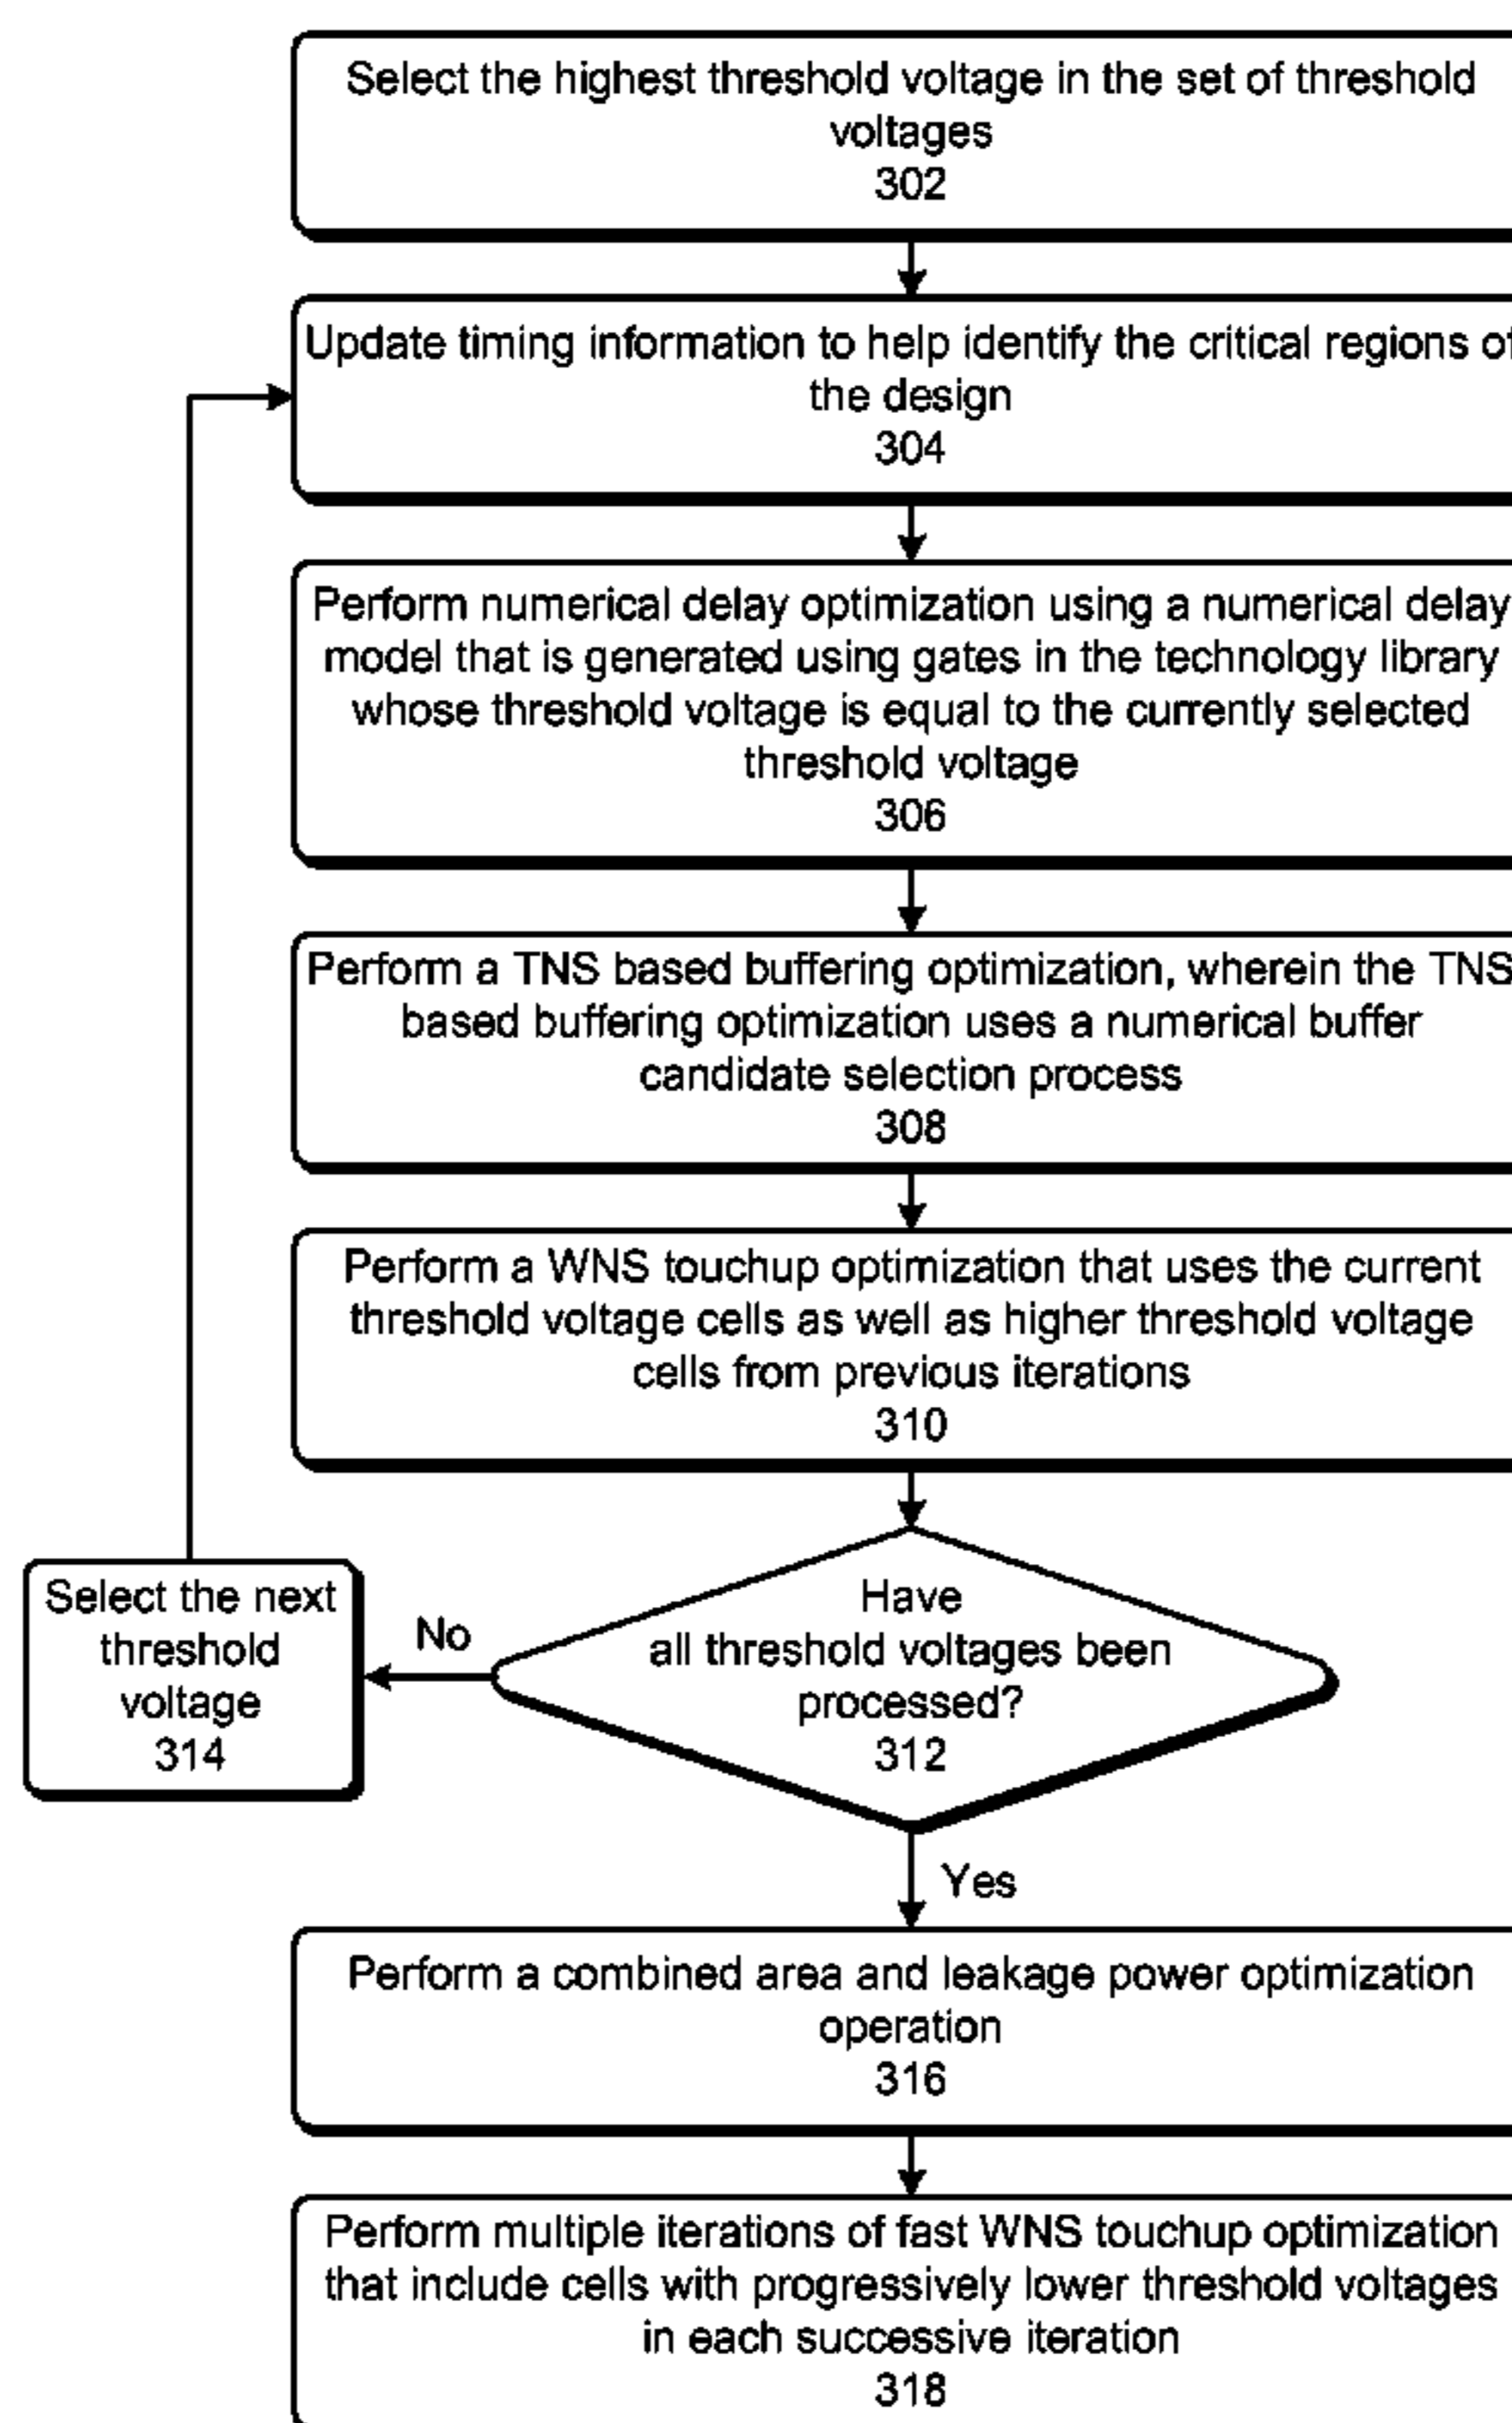 Select the highest threshold voltage in the set of threshold
voltages
302
Update timing information to help identify the critical regions of
the design
304
Perform numerical delay optimization using a numerical delay
model that is generated using gates in the technology library
whose threshold voltage is equal to the currently selected
threshold voltage
306
Perform a TNS based buffering optimization, wherein the TNS
based buffering optimization uses a numerical buffer
candidate selection process
308
Perform a WNS touchup optimization that uses the current
threshold voltage cells as well as higher threshold voltage
cells from previous iterations
310
Have
all threshold voltages been
processed?
312
No
Select the next
threshold
voltage
314
Yes
Perform a combined area and leakage power optimization
operation
316
Perform multiple iterations of fast WNS touchup optimization
that include cells with progressively lower threshold voltages
in each successive iteration
318